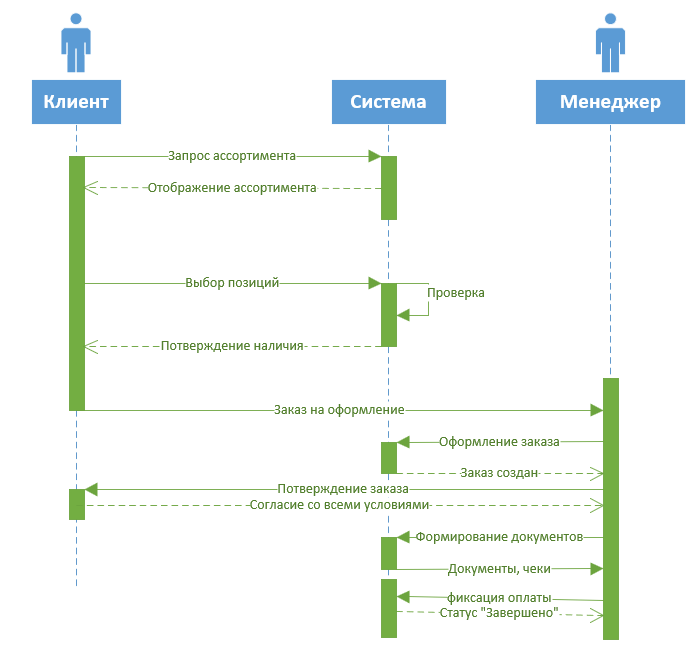 Клиент
Система
Менеджер
Запрос ассортимента
Отображение ассортимента
Выбор позиций
Проверка
Потверждение наличия
Заказ на оформление
Оформление заказа
Заказ создан
Потверждение заказа
Согласие со всеми условиями
Формирование документов
Документы, чеки
фиксация оплаты
Статус "Завершено"